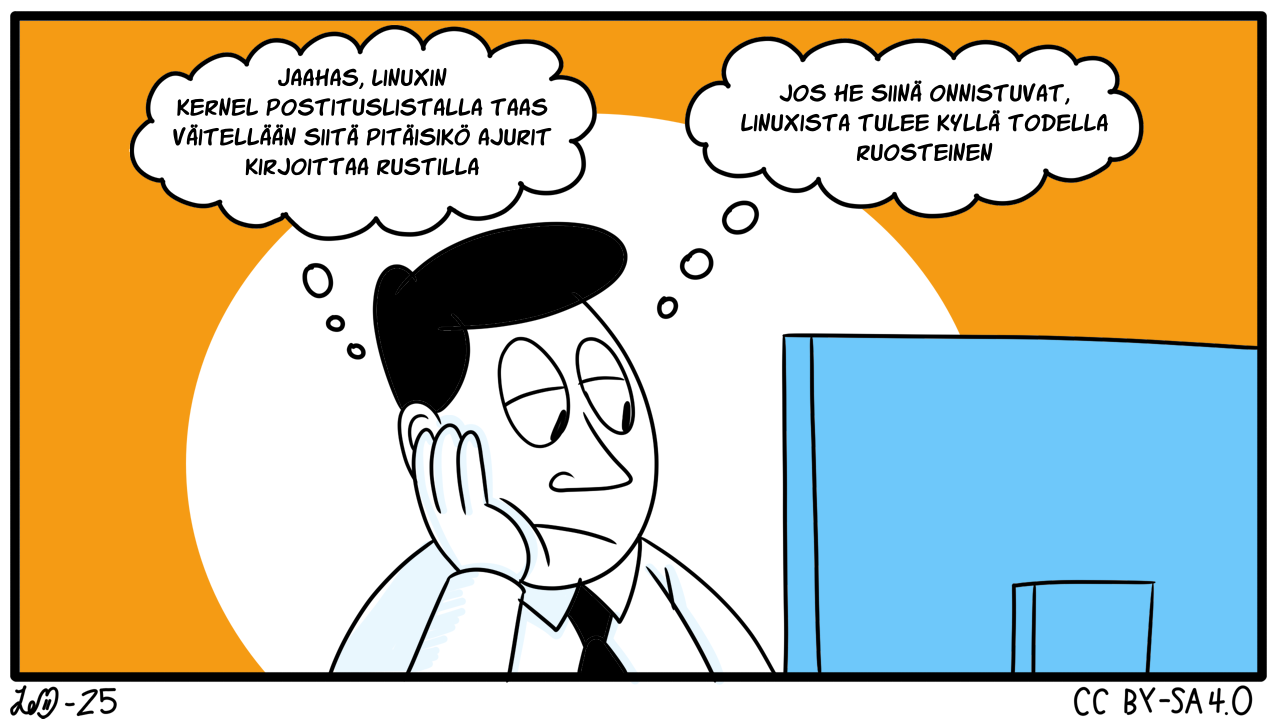 JAAHAS, LINUXIN
KERNEL POSTITUSLISTALLA TAAS
VÄITELLÄÄN SIITÄ PITÄISIKÖ AJURIT
KIRJOITTAA RUSTILLA
JOS HE SIINÄ ONNISTUVAT,
LINUXISTA TULEE KYLLÄ TODELLA
RUOSTEINEN
-25
CC BY-SA 4.0